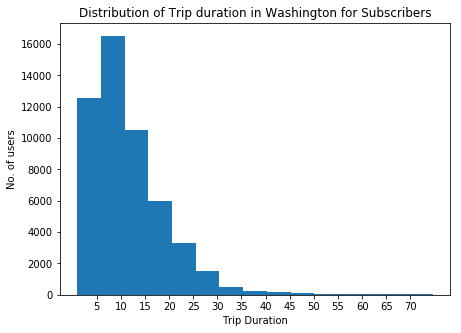 Distribution of Trip duration in Washington for Subscribers
No. of users
16000
14000
12000
10000
8000
6000
4000
2000
0
5 10 15 20 25 30 35 40 45 50 55 60 65 70
Trip Duration